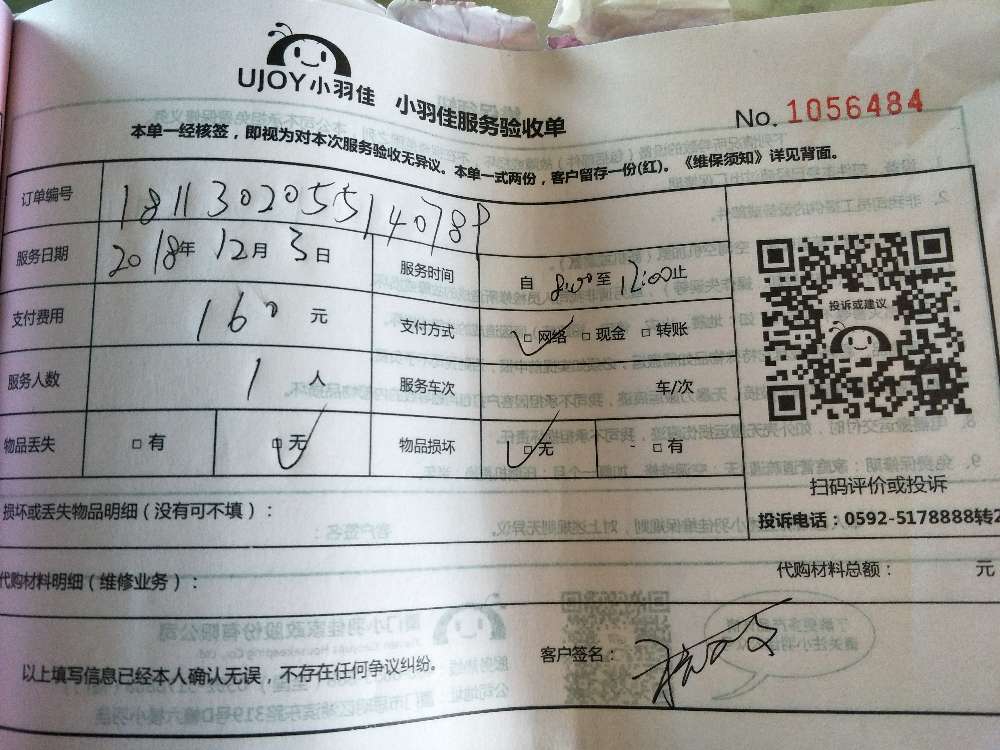 UJOY小羽佳 小羽佳服务验收单
No. 1056484
本单一经核签，即视为对本次服务验收无异议。本单一式两份，客户留存一份(红)。《维保须知》详见背面。
订单编号
服务日期 2018年 12月 3日 服务时间 自 8:00至 12:00止
支付费用 160 元 支付方式 □网络 □现金 □转账
服务人数 1 人 服务车次 车/次
物品丢失 □有 □无 物品损坏 □无 □有
投诉或建议
扫码评价或投诉
投诉电话：0592-5178888转2
损坏或丢失物品明细（没有可不填）：
代购材料明细（维修业务）： 代购材料总额： 元
以上填写信息已经本人确认无误，不存在任何争议纠纷。 客户签名：